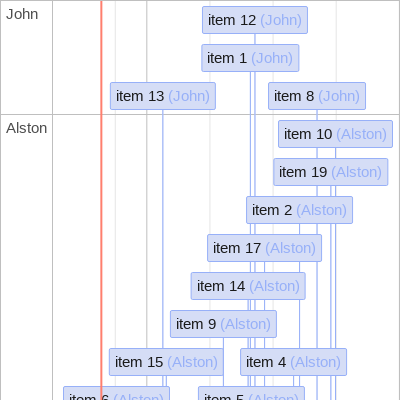 John
item 12 (John)
item 1 (John)
item 13 (John)
item 8 (John)
Alston
item 10 (Alston)
item 19 (Alston)
item 2 (Alston)
item 17 (Alston)
item 14 (Alston)
item 9 (Alston)
item 15 (Alston)
item 4 (Alston)
item 6 (Alston)
item 5 (Alston)